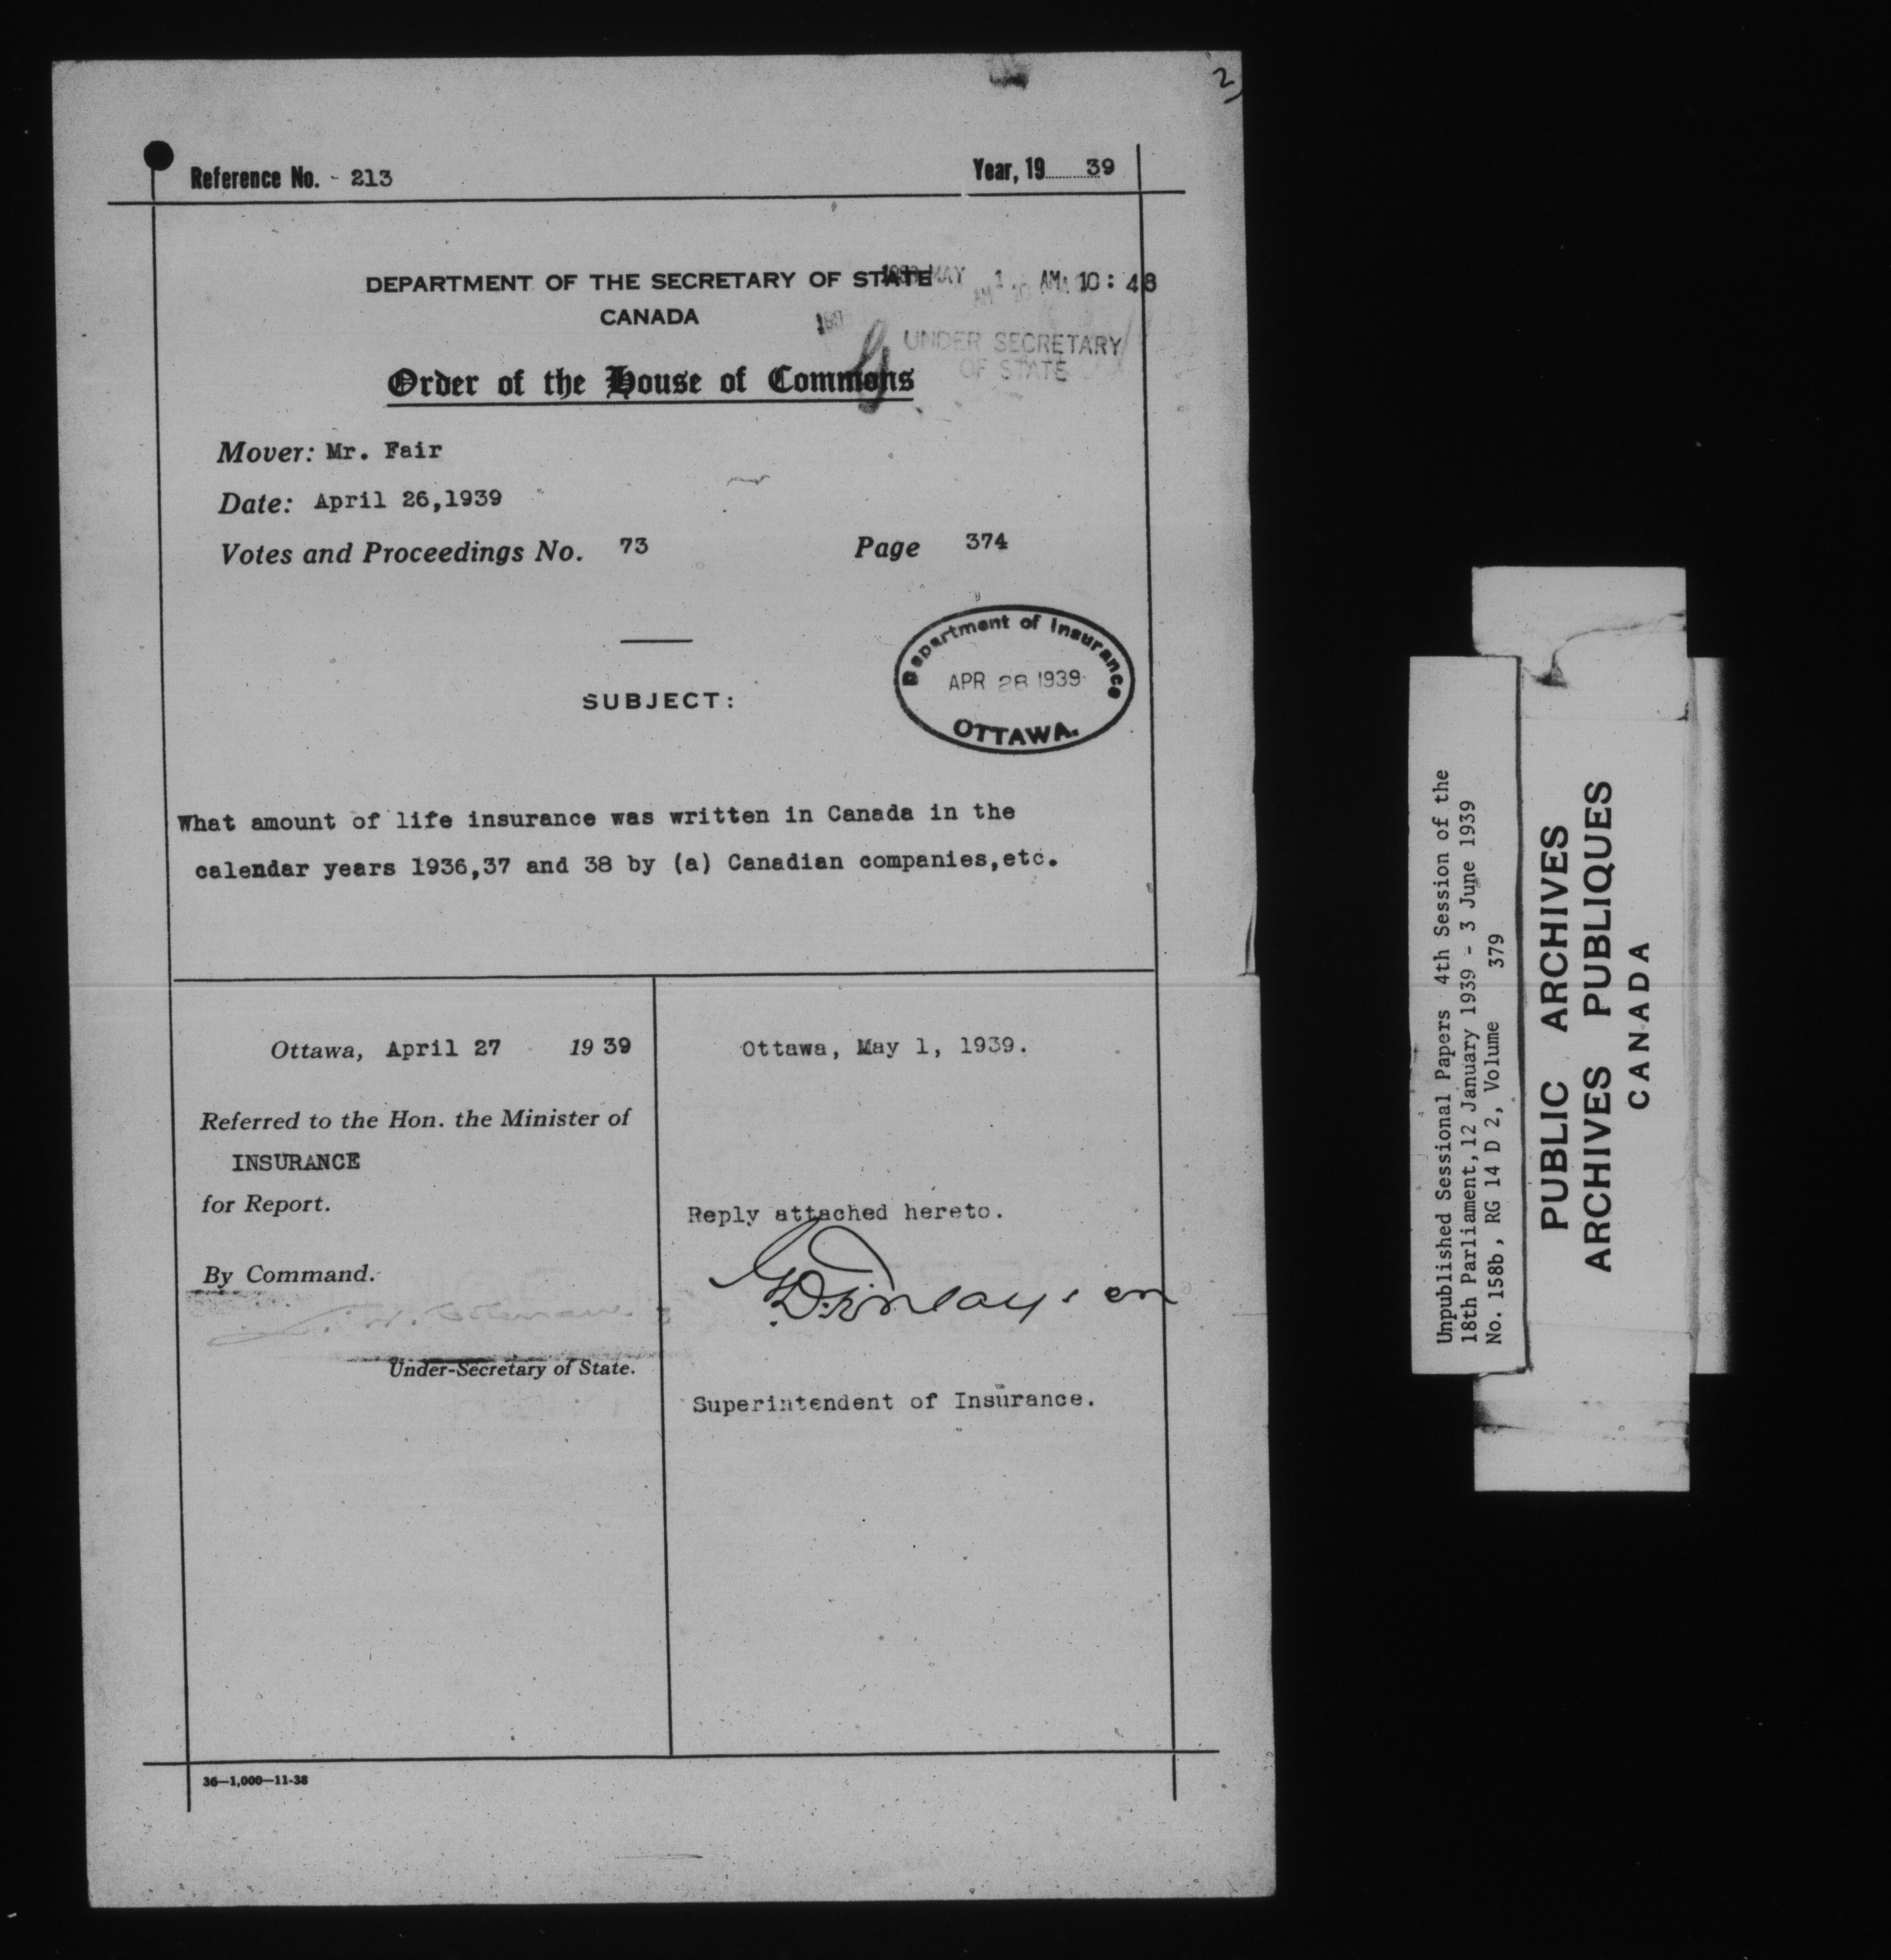 2)
Reference No. - 213
Year, 19 39
DEPARTMENT OF THE SECRETARY OF STATE
CANADA
MAY 1 AM 10:48
UNDER SECRETARY
OF STATE
Order of the House of Commons
Mover: Mr. Fair
Date: April 26,1939
Votes and Proceedings No. 73 Page 374
Department of Insurance
APR 28 1939
OTTAWA.
SUBJECT:
What amount of life insurance was written in Canada in the
calendar years 1936,37 and 38 by (a) Canadian companies,etc.
Ottawa, April 27 19 39
Referred to the Hon. the Minister of
INSURANCE
for Report.
By Command.
Under-Secretary of State.
Ottawa, May 1, 1939.
Reply attached hereto.
G.D. Finlayson
Superintendent of Insurance.
36—1,000—11-38
Unpublished Sessional Papers 4th Session of the
18th Parliament, 12 January 1939 - 3 June 1939
No. 158b, RG 14 D 2, Volume 379
PUBLIC ARCHIVES
ARCHIVES PUBLIQUES
CANADA